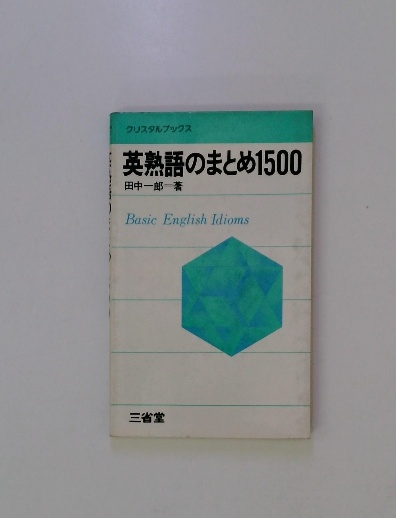 クリスタルブックス
英熟語のまとめ1500
田中一郎＝著
Basic English Idioms
三省堂